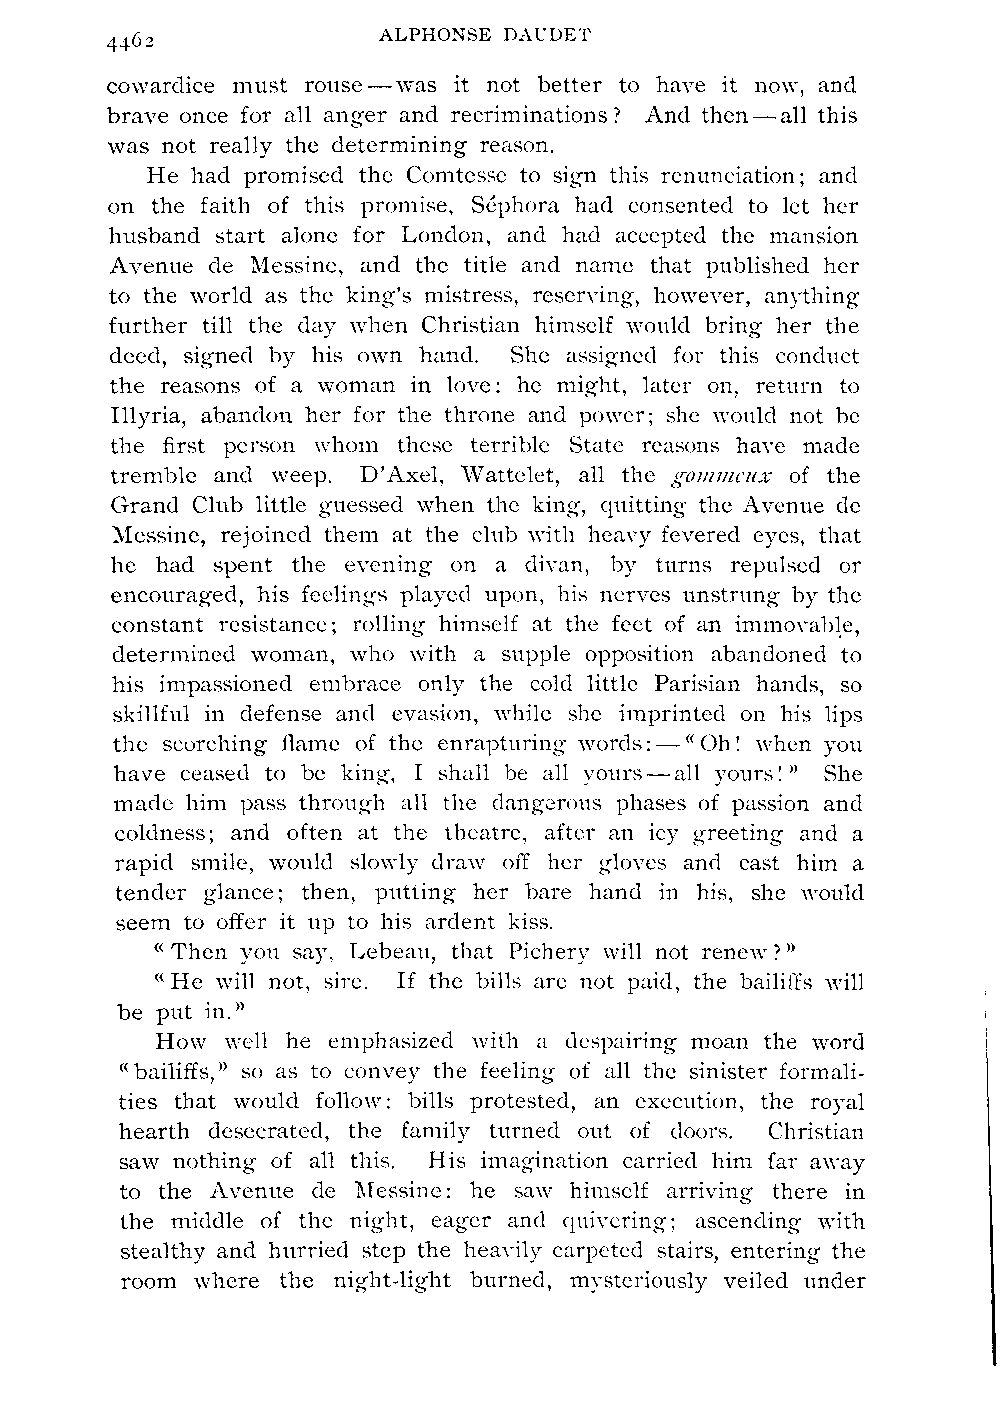 4462
ALPHONSE DAUDET
cowardice must rouse — was it not better to have it now, and
brave once for all anger and recriminations? And then — all this
was not really the determining reason.
He had promised the Comtesse to sign this renunciation; and
on the faith of this promise, Séphora had consented to let her
husband start alone for London, and had accepted the mansion
Avenue de Messine, and the title and name that published her
to the world as the king's mistress, reserving, however, anything
further till the day when Christian himself would bring her the
deed, signed by his own hand. She assigned for this conduct
the reasons of a woman in love: he might, later on, return to
Illyria, abandon her for the throne and power; she would not be
the first person whom these terrible State reasons have made
tremble and weep. D'Axel, Wattelet, all the gommeux of the
Grand Club little guessed when the king, quitting the Avenue de
Messine, rejoined them at the club with heavy fevered eyes, that
he had spent the evening on a divan, by turns repulsed or
encouraged, his feelings played upon, his nerves unstrung by the
constant resistance; rolling himself at the feet of an immovable,
determined woman, who with a supple opposition abandoned to
his impassioned embrace only the cold little Parisian hands, so
skillful in defense and evasion, while she imprinted on his lips
the scorching flame of the enrapturing words: — «Oh! when you
have ceased to be king, I shall be all yours — all yours!» She
made him pass through all the dangerous phases of passion and
coldness; and often at the theatre, after an icy greeting and a
rapid smile, would slowly draw off her gloves and cast him a
tender glance; then, putting her bare hand in his, she would
seem to offer it up to his ardent kiss.
«Then you say, Lebeau, that Pichery will not renew?»
«He will not, sire. If the bills are not paid, the bailiffs will
be put in.»
How well he emphasized with a despairing moan the word
«bailiffs,» so as to convey the feeling of all the sinister formali-
ties that would follow: bills protested, an execution, the royal
hearth desecrated, the family turned out of doors. Christian
saw nothing of all this. His imagination carried him far away
to the Avenue de Messine: he saw himself arriving there in
the middle of the night, eager and quivering; ascending with
stealthy and hurried step the heavily carpeted stairs, entering the
room where the night-light burned, mysteriously veiled under